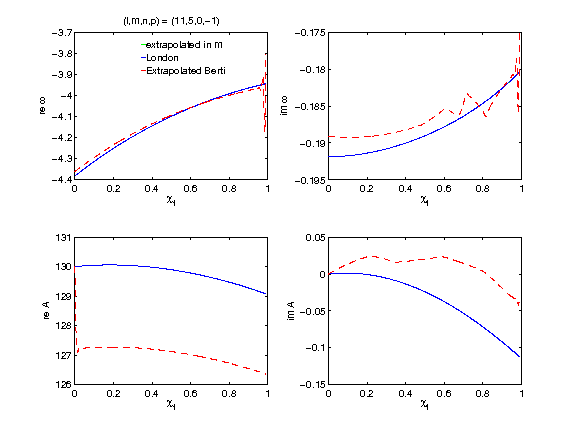 (l,m,n,p) = (11,5,0,−1)
−3.7
−3.8
−3.9
−4
−4.1
−4.2
−4.3
−4.4
re ω
0 0.2 0.4 0.6 0.8 1
χf
extrapolated in m
London
Extrapolated Berti
−0.175
−0.18
−0.185
−0.19
−0.195
im ω
0 0.2 0.4 0.6 0.8 1
χf
131
130
129
128
127
126
re A
0 0.2 0.4 0.6 0.8 1
χf
0.05
0
−0.05
−0.1
−0.15
im A
0 0.2 0.4 0.6 0.8 1
χf